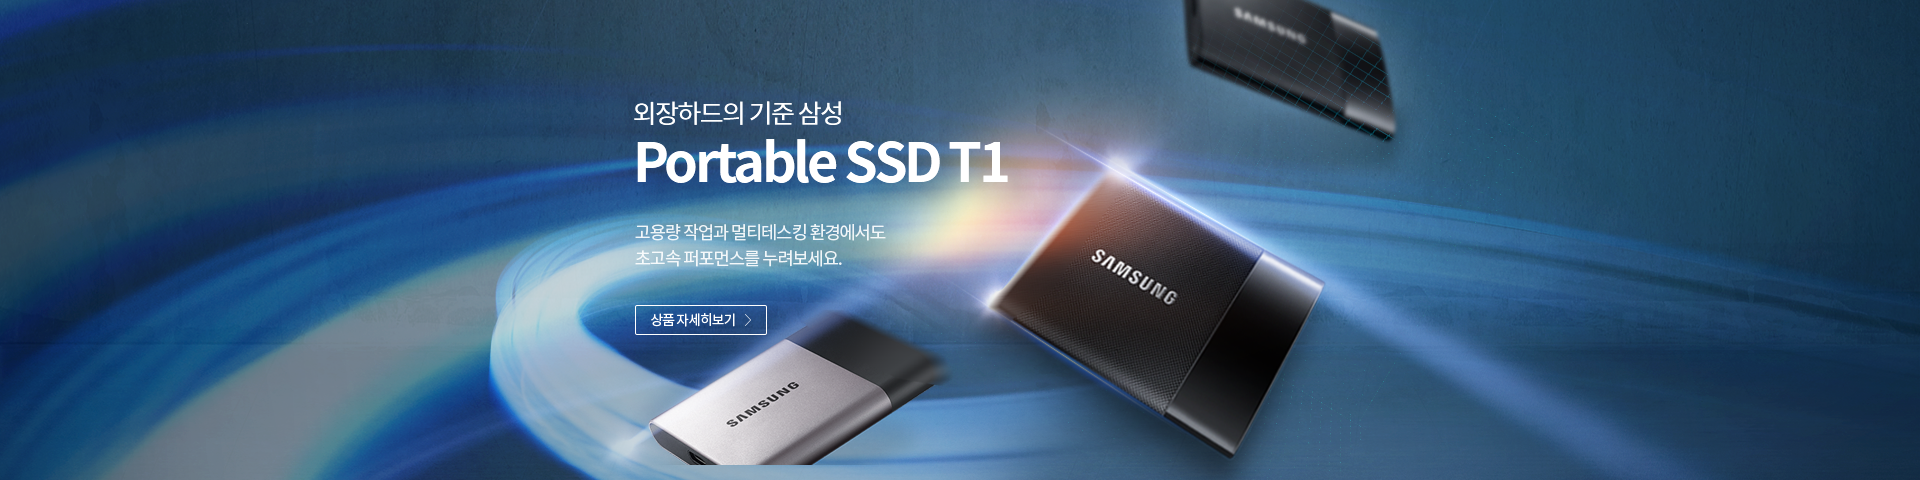 SAMSUNG
외장하드의 기준 삼성
Portable SSD T1
고용량 작업과 멀티테스킹 환경에서도
초고속 퍼포먼스를 누려보세요.
상품 자세히보기
SAMSUNG
SAMSUNG